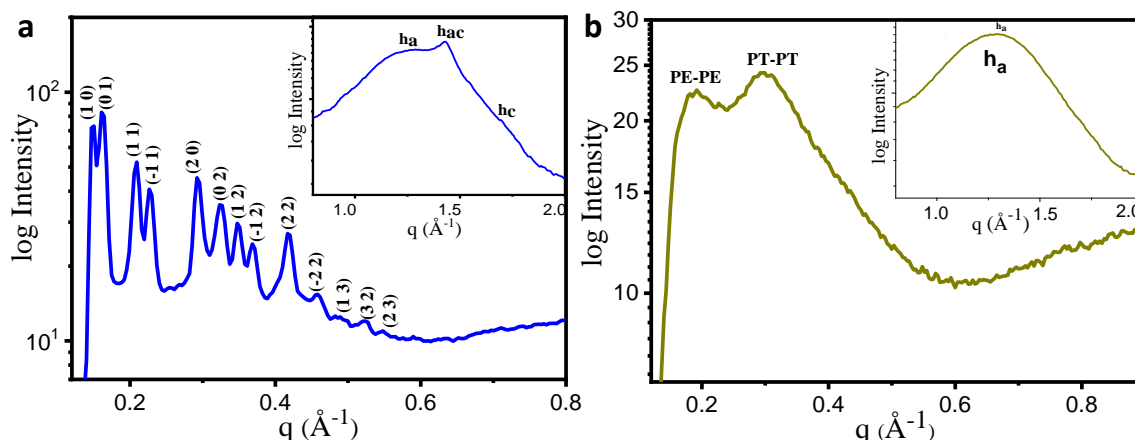 a
log Intensity
10²
10¹
(1 0)
(0 1)
(1 1)
(-1 1)
(2 0)
(0 2)
(1 2)
(-1 2)
(2 2)
(-2 2)
(1 3)
(3 2)
(2 3)
0.2
0.4
0.6
0.8
q (Å⁻¹)
log Intensity
ha
hac
hc
1.0
1.5
2.0
q (Å⁻¹)
b
log Intensity
30
25
20
15
10
PE-PE
PT-PT
0.2
0.4
0.6
0.8
q (Å⁻¹)
log Intensity
ha
ha
1.0
1.5
2.0
q (Å⁻¹)